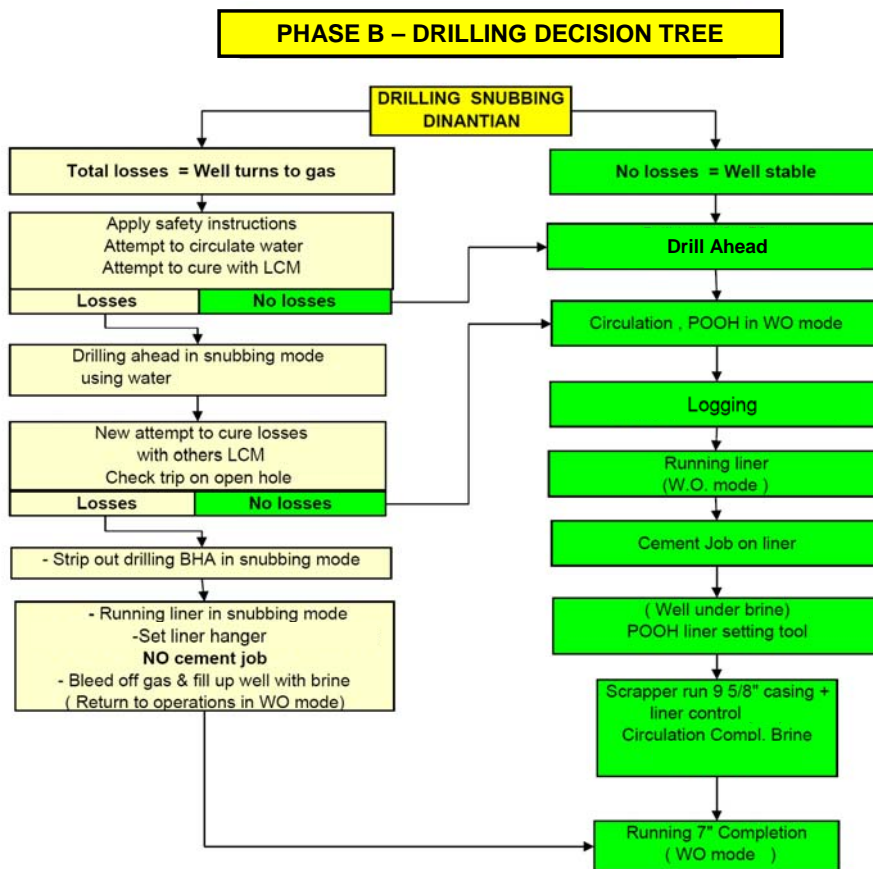 PHASE B – DRILLING DECISION TREE
DRILLING SNUBBING
DINANTIAN
Total losses = Well turns to gas
Apply safety instructions
Attempt to circulate water
Attempt to cure with LCM
Losses
No losses
Drilling ahead in snubbing mode
using water
New attempt to cure losses
with others LCM
Check trip on open hole
Losses
No losses
- Strip out drilling BHA in snubbing mode
- Running liner in snubbing mode
-Set liner hanger
NO cement job
- Bleed off gas & fill up well with brine
( Return to operations in WO mode)
No losses = Well stable
Drill Ahead
Circulation , POOH in WO mode
Logging
Running liner
(W.O. mode )
Cement Job on liner
( Well under brine)
POOH liner setting tool
Scrapper run 9 5/8" casing +
liner control
Circulation Compl. Brine
Running 7" Completion
( WO mode )